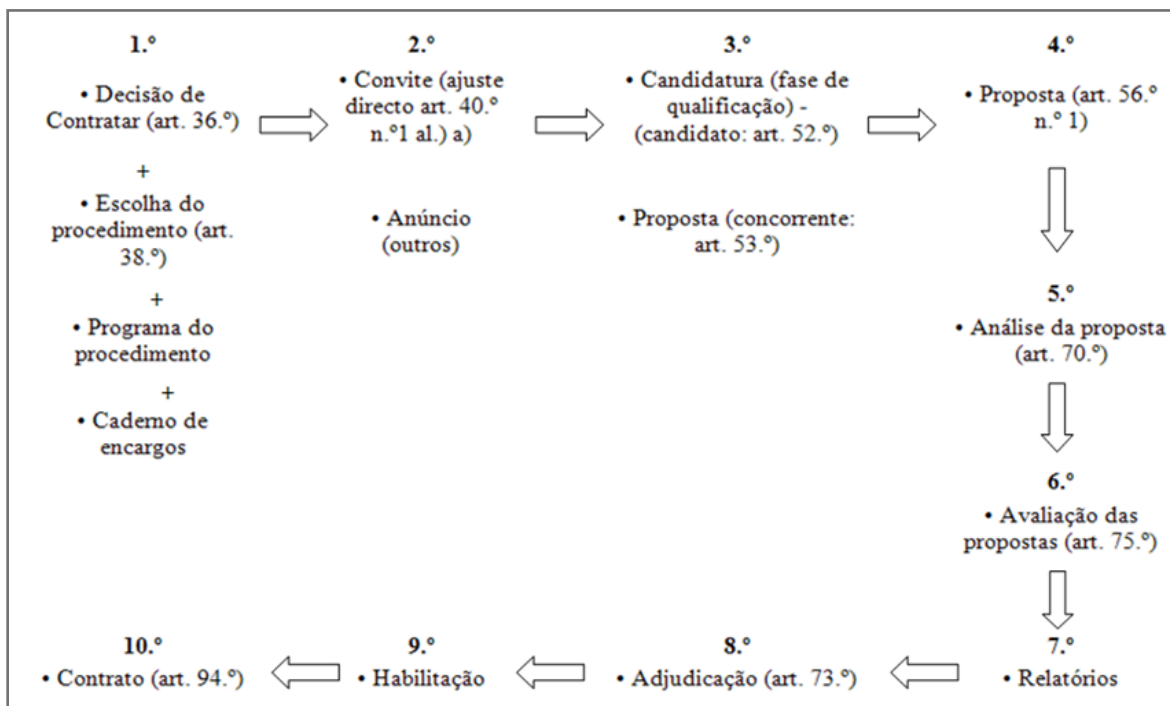 1.º
• Decisão de
Contratar (art. 36.º)
+
• Escolha do
procedimento (art.
38.º)
+
• Programa do
procedimento
+
• Caderno de
encargos
2.º
• Convite (ajuste
directo art. 40.º
n.º1 al.) a)
• Anúncio
(outros)
3.º
• Candidatura (fase de
qualificação) -
(candidato: art. 52.º)
• Proposta (concorrente:
art. 53.º)
4.º
• Proposta (art. 56.º
n.º 1)
5.º
• Análise da proposta
(art. 70.º)
6.º
• Avaliação das
propostas (art. 75.º)
7.º
• Relatórios
8.º
• Adjudicação (art. 73.º)
9.º
• Habilitação
10.º
• Contrato (art. 94.º)